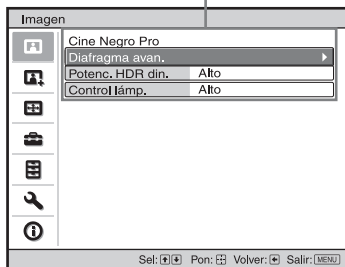 Imagen
Cine Negro Pro
Diafragma avan.
Potenc. HDR din. Alto
Control lámp. Alto
Sel: Pon: Volver: Salir: MENU